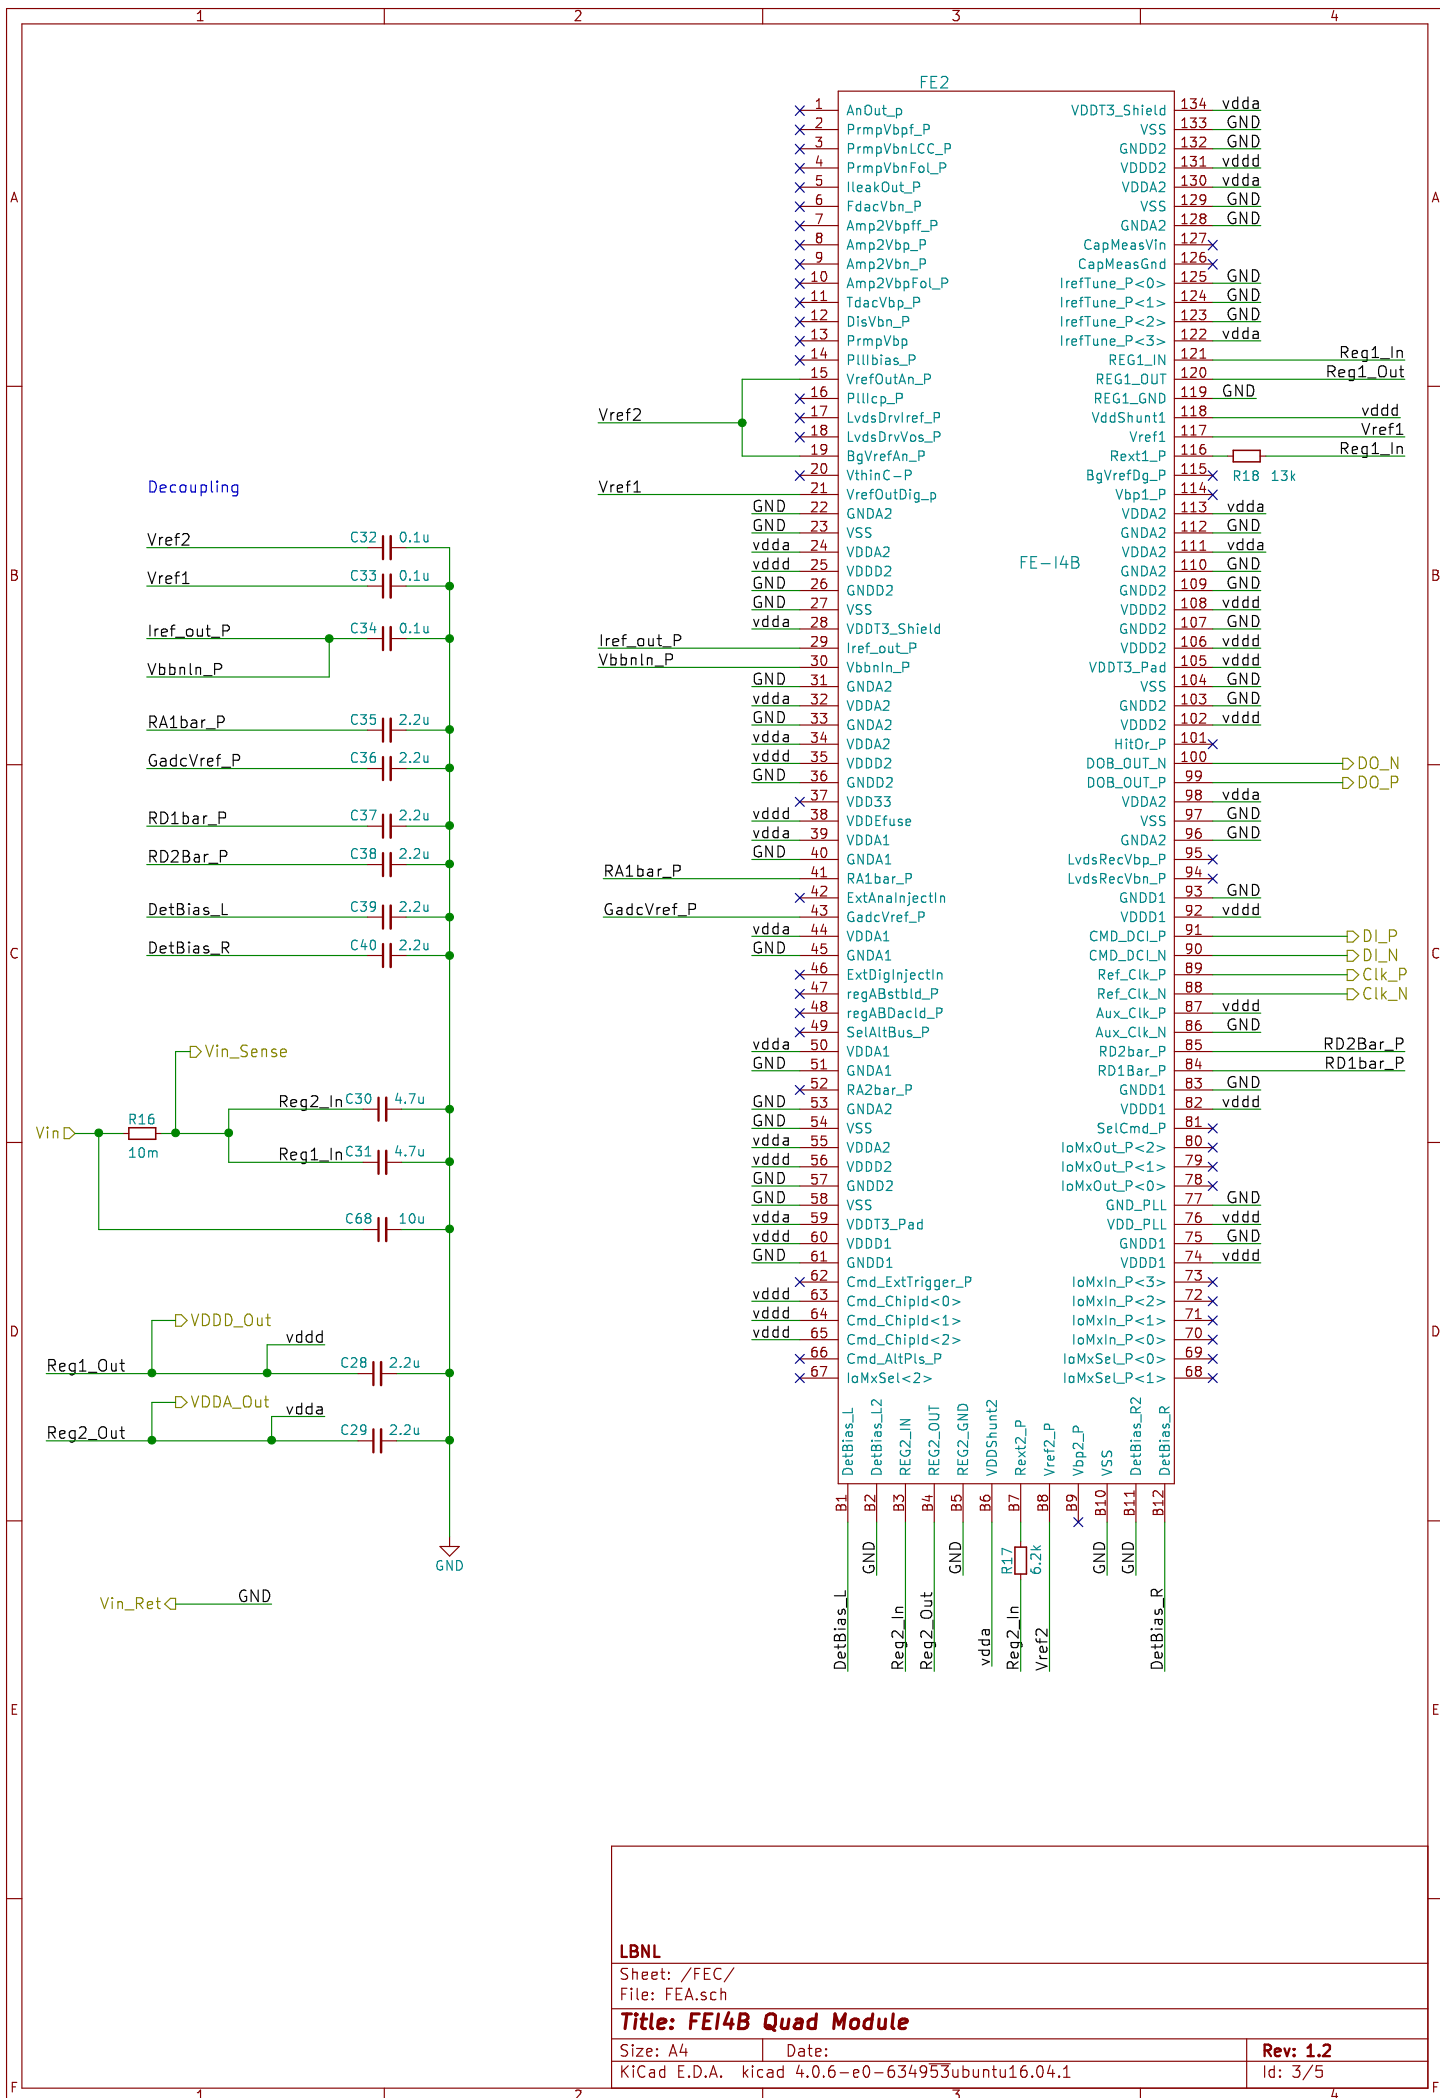 1 2 3 4
FE2
1 AnOut_p VDDT3_Shield 134 vdda
2 PrmpVbpf_P VSS 133 GND
3 PrmpVbnLCC_P GNDD2 132 GND
4 PrmpVbnFol_P VDDD2 131 vddd
5 IleakOut_P VDDA2 130 vdda
A A
6 FdacVbn_P VSS 129 GND
7 Amp2Vbpff_P GNDA2 128 GND
8 Amp2Vbp_P CapMeasVin 127
9 Amp2Vbn_P CapMeasGnd 126
10 Amp2VbpFol_P IrefTune_P<0> 125 GND
11 TdacVbp_P IrefTune_P<1> 124 GND
12 DisVbn_P IrefTune_P<2> 123 GND
13 PrmpVbp IrefTune_P<3> 122 vdda
14 PllIbias_P REG1_IN 121 Reg1_In
15 VrefOutAn_P REG1_OUT 120 Reg1_Out
16 PllIcp_P REG1_GND 119 GND
Vref2 17 LvdsDrvIref_P VddShunt1 118 vddd
18 LvdsDrvVos_P Vref1 117 Vref1
19 BgVrefAn_P Rext1_P 116 Reg1_In
20 VthinC-P BgVrefDg_P 115 R18 13k
Decoupling
Vref1 21 VrefOutDig_p Vbp1_P 114
GND 22 GNDA2 VDDA2 113 vdda
GND 23 VSS GNDA2 112 GND
Vref2 C32 0.1u
vdda 24 VDDA2 VDDA2 111 vdda
FE-I4B
vddd 25 VDDD2 GNDA2 110 GND
B B
Vref1 C33 0.1u
GND 26 GNDD2 GNDD2 109 GND
GND 27 VSS VDDD2 108 vddd
vdda 28 VDDT3_Shield GNDD2 107 GND
Iref_out_P C34 0.1u
Iref_out_P 29 Iref_out_P VDDD2 106 vddd
VbbnIn_P 30 VbbnIn_P VDDT3_Pad 105 vddd
VbbnIn_P
GND 31 GNDA2 VSS 104 GND
vdda 32 VDDA2 GNDD2 103 GND
RA1bar_P C35 2.2u
GND 33 GNDA2 VDDD2 102 vddd
vdda 34 VDDA2 HitOr_P 101
GadcVref_P C36 2.2u
vddd 35 VDDD2 DOB_OUT_N 100 DO_N
GND 36 GNDD2 DOB_OUT_P 99 DO_P
37 VDD33 VDDA2 98 vdda
RD1bar_P C37 2.2u
vddd 38 VDDEfuse VSS 97 GND
vdda 39 VDDA1 GNDA2 96 GND
RD2Bar_P C38 2.2u
GND 40 GNDA1 LvdsRecVbp_P 95
RA1bar_P 41 RA1bar_P LvdsRecVbn_P 94
42 ExtAnaInjectIn GNDD1 93 GND
DetBias_L C39 2.2u
GadcVref_P 43 GadcVref_P VDDD1 92 vddd
vdda 44 VDDA1 CMD_DCI_P 91 DI_P
DetBias_R C40 2.2u
C C
GND 45 GNDA1 CMD_DCI_N 90 DI_N
46 ExtDigInjectIn Ref_Clk_P 89 Clk_P
47 regABstbld_P Ref_Clk_N 88 Clk_N
48 regABDacld_P Aux_Clk_P 87 vddd
49 SelAltBus_P Aux_Clk_N 86 GND
Vin_Sense
vdda 50 VDDA1 RD2bar_P 85 RD2Bar_P
GND 51 GNDA1 RD1Bar_P 84 RD1bar_P
52 RA2bar_P GNDD1 83 GND
Reg2_In C30 4.7u
GND 53 GNDA2 VDDD1 82 vddd
R16
GND 54 VSS SelCmd_P 81
Vin
vdda 55 VDDA2 IoMxOut_P<2> 80
10m Reg1_In C31 4.7u
vddd 56 VDDD2 IoMxOut_P<1> 79
GND 57 GNDD2 IoMxOut_P<0> 78
GND 58 VSS GND_PLL 77 GND
C68 10u
vdda 59 VDDT3_Pad VDD_PLL 76 vddd
vddd 60 VDDD1 GNDD1 75 GND
GND 61 GNDD1 VDDD1 74 vddd
62 Cmd_ExtTrigger_P IoMxIn_P<3> 73
vddd 63 Cmd_ChipId<0> IoMxIn_P<2> 72
VDDD_Out
vddd 64 Cmd_ChipId<1> IoMxIn_P<1> 71
D D
vddd
vddd 65 Cmd_ChipId<2> IoMxIn_P<0> 70
Reg1_Out C28 2.2u
66 Cmd_AltPls_P IoMxSel_P<0> 69
67 IoMxSel<2> IoMxSel_P<1> 68
VDDA_Out
vdda
Reg2_Out C29 2.2u
DetBias_L DetBias_L2 REG2_IN REG2_OUT REG2_GND VDDShunt2 Rext2_P Vref2_P Vbp2_P VSS DetBias_R2 DetBias_R
B1 B2 B3 B4 B5 B6 B7 B8 B9 B10 B11 B12
GND
GND GND R17 6.2k GND GND
Vin_Ret GND
DetBias_L Reg2_In Reg2_Out vdda Reg2_In Vref2 DetBias_R
E E
LBNL
Sheet: /FEC/
File: FEA.sch
Title: FEI4B Quad Module
Size: A4 Date: Rev: 1.2
KiCad E.D.A. kicad 4.0.6-e0-634953ubuntu16.04.1 Id: 3/5
F F
1 2 3 4